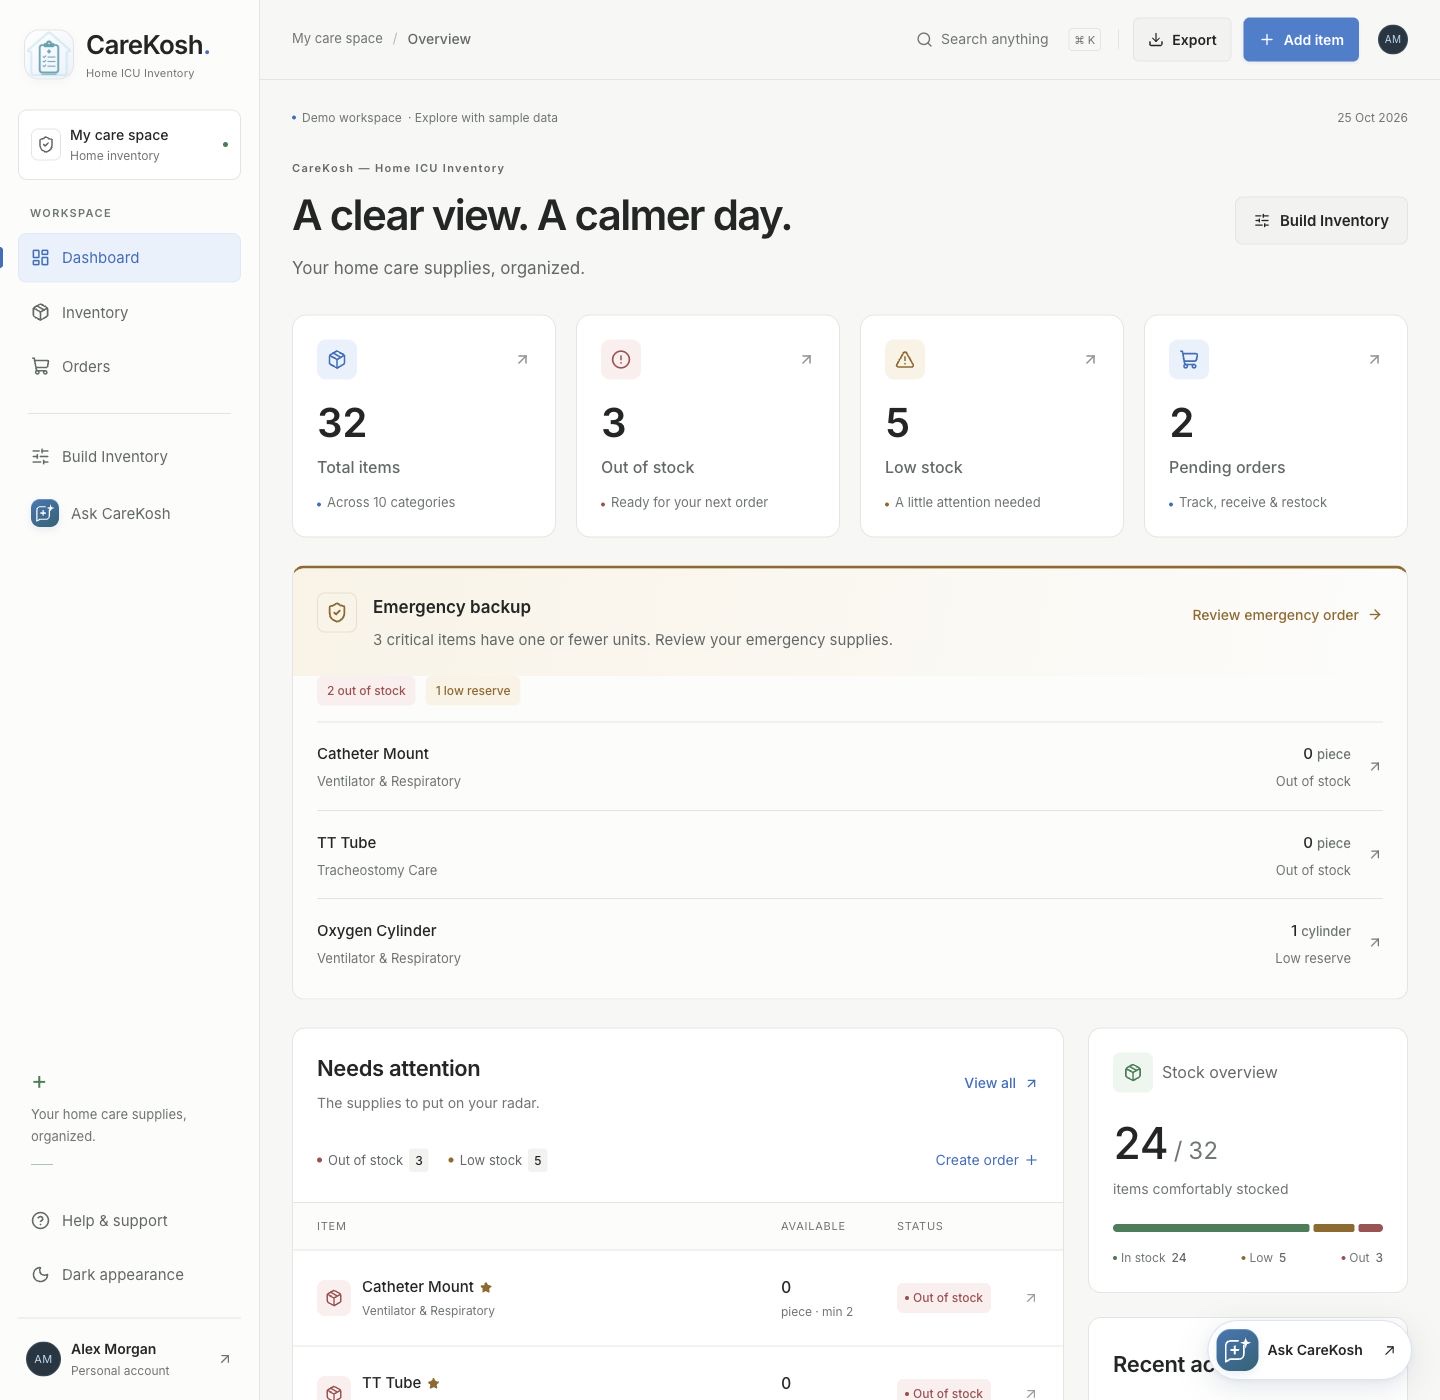 CareKosh.
Home ICU Inventory
My care space
Home inventory
WORKSPACE
Dashboard
Inventory
Orders
Build Inventory
Ask CareKosh
Your home care supplies,
organized.
Help & support
Dark appearance
AM
Alex Morgan
Personal account
My care space / Overview
Search anything ⌘ K
Export
Add item
AM
Demo workspace · Explore with sample data
25 Oct 2026
CareKosh — Home ICU Inventory
A clear view. A calmer day.
Your home care supplies, organized.
Build Inventory
32
Total items
Across 10 categories
3
Out of stock
Ready for your next order
5
Low stock
A little attention needed
2
Pending orders
Track, receive & restock
Emergency backup
3 critical items have one or fewer units. Review your emergency supplies.
Review emergency order
2 out of stock
1 low reserve
Catheter Mount
Ventilator & Respiratory
0 piece
Out of stock
TT Tube
Tracheostomy Care
0 piece
Out of stock
Oxygen Cylinder
Ventilator & Respiratory
1 cylinder
Low reserve
Needs attention
The supplies to put on your radar.
View all
Out of stock 3
Low stock 5
Create order
ITEM AVAILABLE STATUS
Catheter Mount
Ventilator & Respiratory
0
piece · min 2
Out of stock
TT Tube
0
Out of stock
Stock overview
24 / 32
items comfortably stocked
In stock 24
Low 5
Out 3
Recent
Ask CareKosh